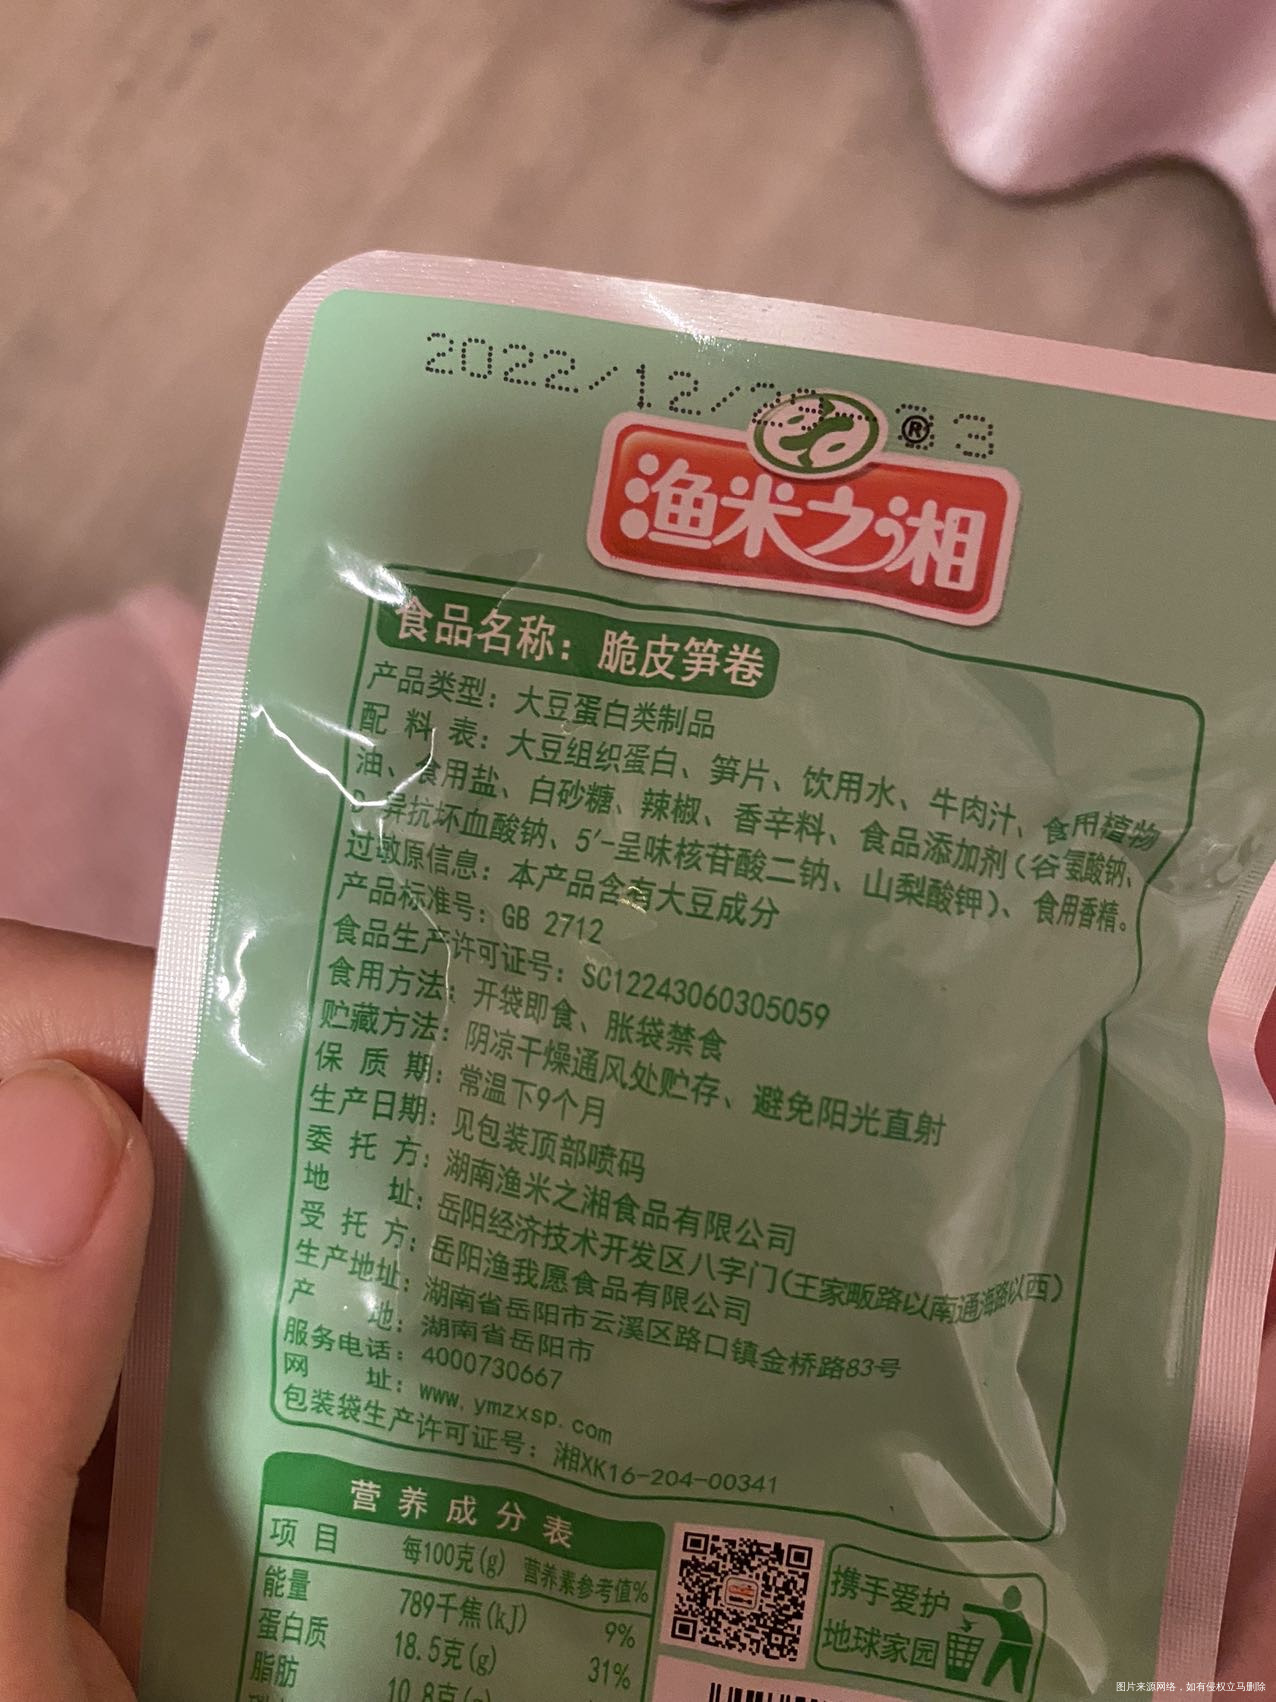 2022/12/
渔米之湘
®
食品名称：脆皮笋卷
产品类型：大豆蛋白类制品
配料表：大豆组织蛋白、笋片、饮用水、牛肉汁、食用植物
油、食用盐、白砂糖、辣椒、香辛料、食品添加剂（谷氨酸钠、
D-异抗坏血酸钠、5′-呈味核苷酸二钠、山梨酸钾）、食用香精。
过敏原信息：本产品含有大豆成分
产品标准号：GB 2712
食品生产许可证号：SC12243060305059
食用方法：开袋即食、胀袋禁食
贮藏方法：阴凉干燥通风处贮存、避免阳光直射
保质期：常温下9个月
生产日期：见包装顶部喷码
委托方：湖南渔米之湘食品有限公司
地址：岳阳经济技术开发区八字门（王家畈路以南通海路以西）
受托方：岳阳渔我愿食品有限公司
生产地址：湖南省岳阳市云溪区路口镇金桥路83号
产地：湖南省岳阳市
服务电话：4000730667
网址：www.ymzxsp.com
包装袋生产许可证号：湘XK16-204-00341
营养成分表
项目 每100克(g) 营养素参考值%
能量 789千焦(kJ) 9%
蛋白质 18.5克(g) 31%
脂肪 10.8克(g)
携手爱护
地球家园
图片来源网络，如有侵权立马删除